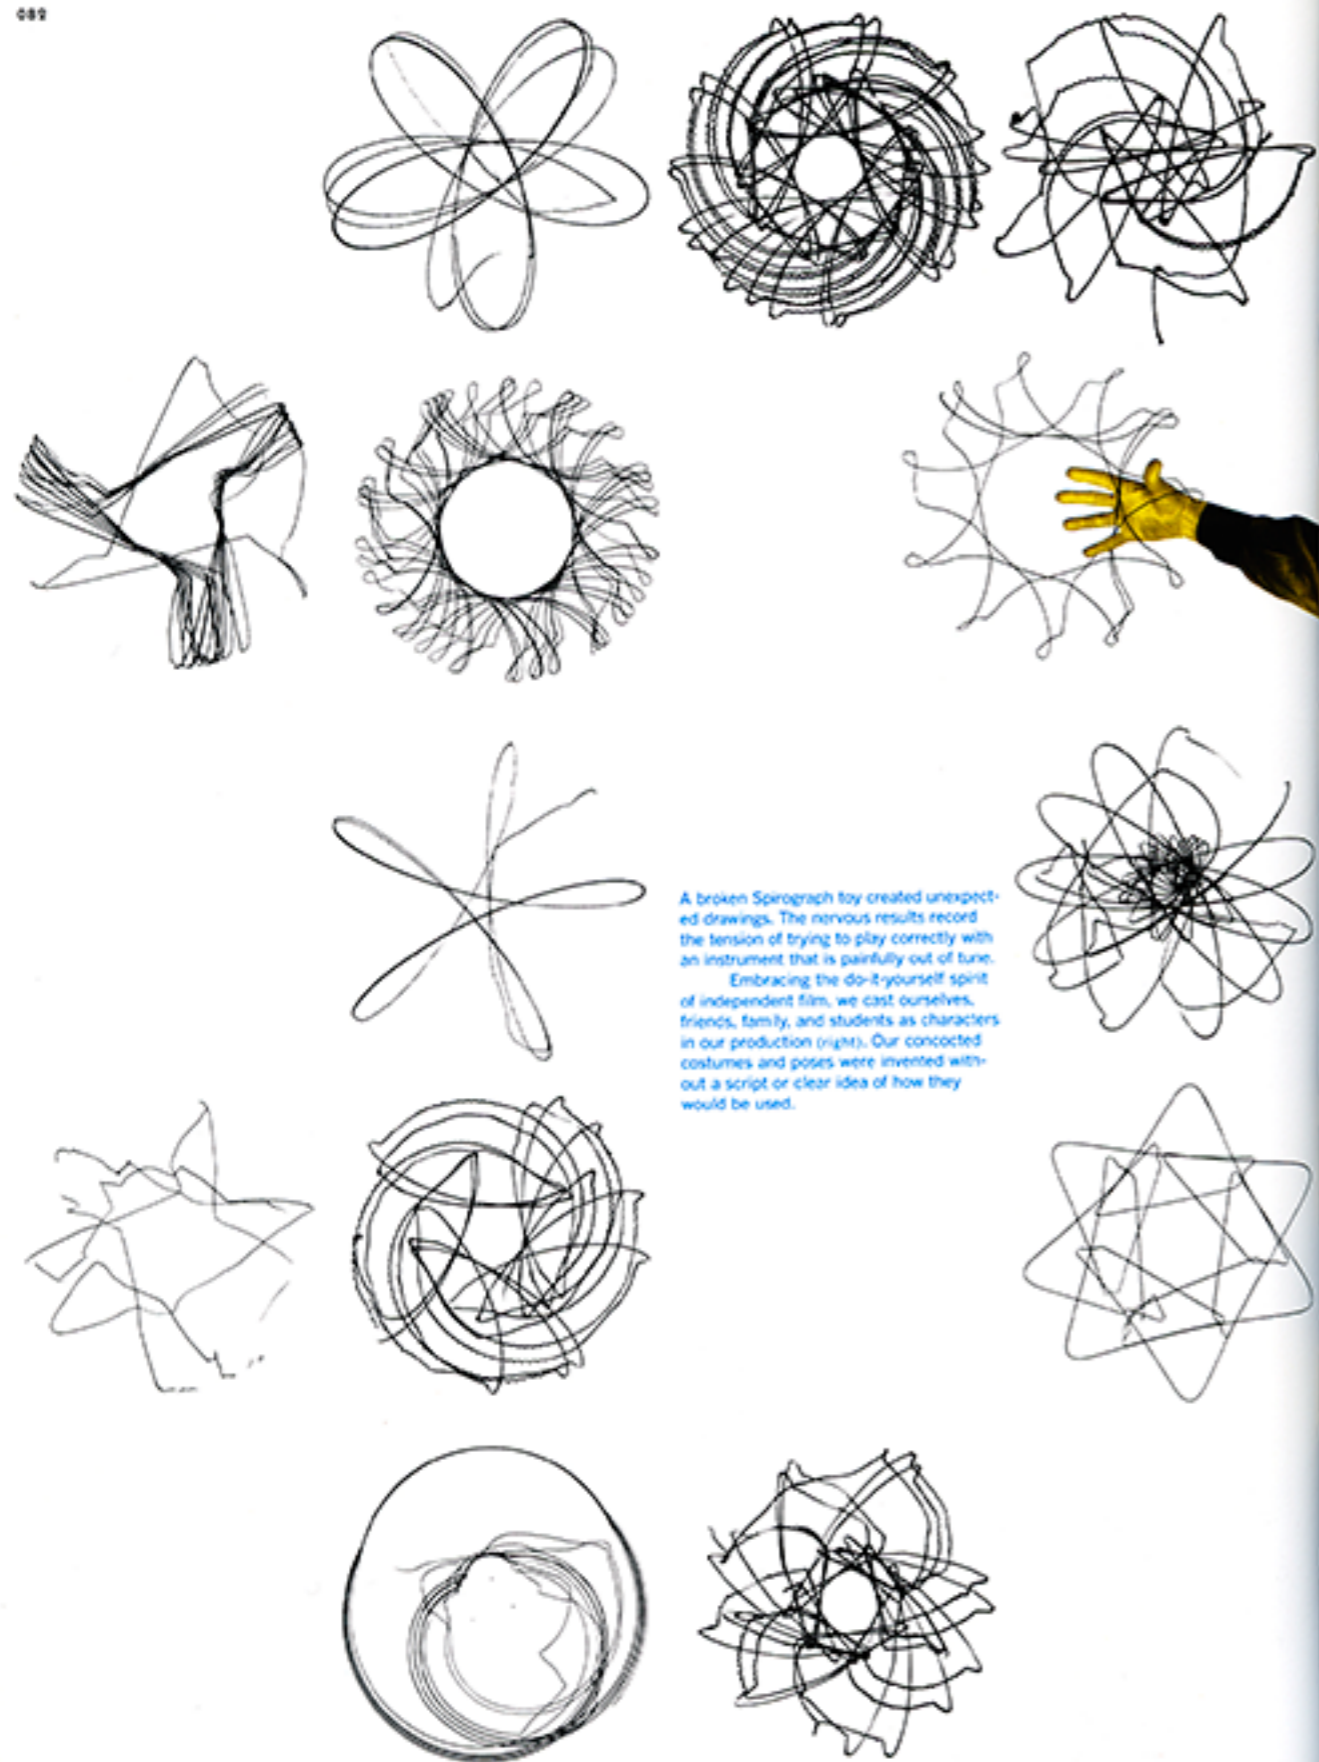 082
A broken Spirograph toy created unexpect-
ed drawings. The nervous results record
the tension of trying to play correctly with
an instrument that is painfully out of tune.
Embracing the do-it-yourself spirit
of independent film, we cast ourselves,
friends, family, and students as characters
in our production (right). Our concocted
costumes and poses were invented with-
out a script or clear idea of how they
would be used.